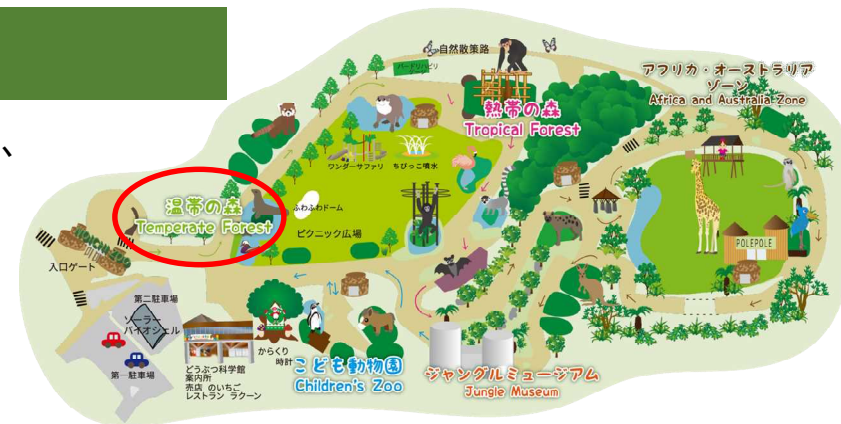 、
自然散策路
アフリカ・オーストラリア
ゾーン
Africa and Australia Zone
熱帯の森
Tropical Forest
ワンダーサファリ
ちびっこ噴水
温帯の森
Temperate Forest
ふわふわドーム
ピクニック広場
POLEPOLE
入口ゲート
第二駐車場
ソーラー
バイオシェル
第一駐車場
からくり
時計
どうぶつ科学館
案内所
売店 のいちご
レストラン ラクーン
こども動物園
Children's Zoo
ジャングルミュージアム
Jungle Museum